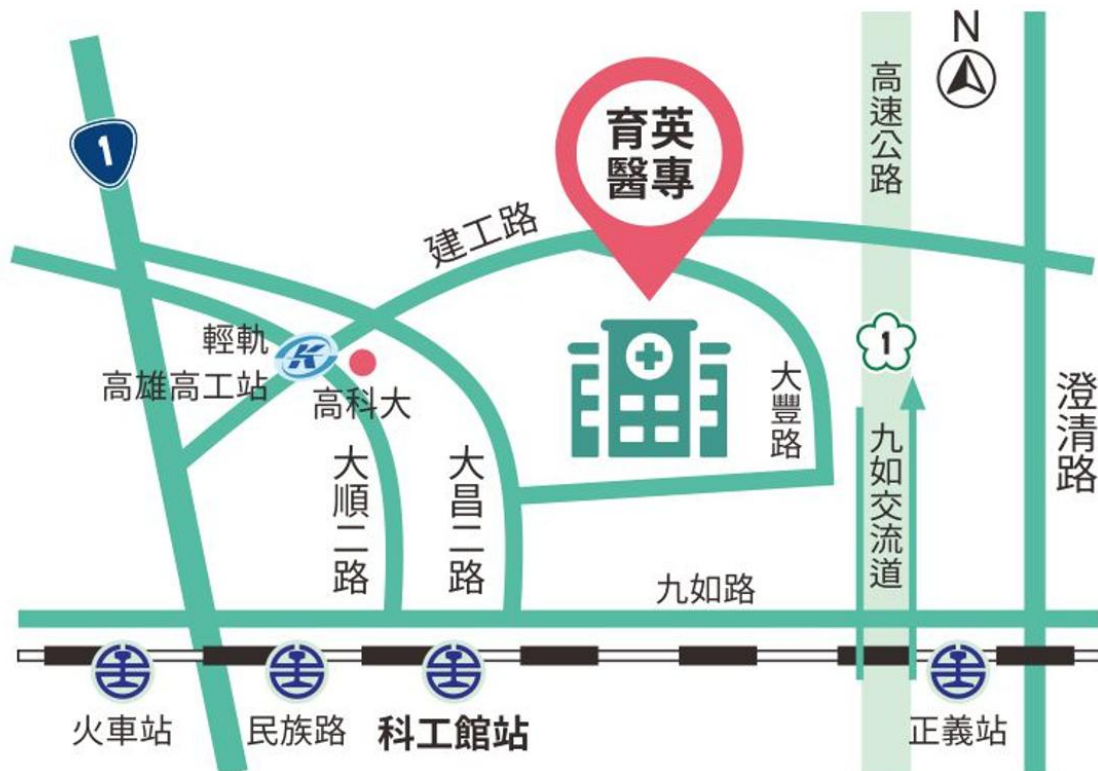 N
1
高速公路
育英
醫專
建工路
輕軌
高雄高工站
K
高科大
大豐路
1
澄清路
大順二路
大昌二路
九如交流道
九如路
火車站
民族路
科工館站
正義站